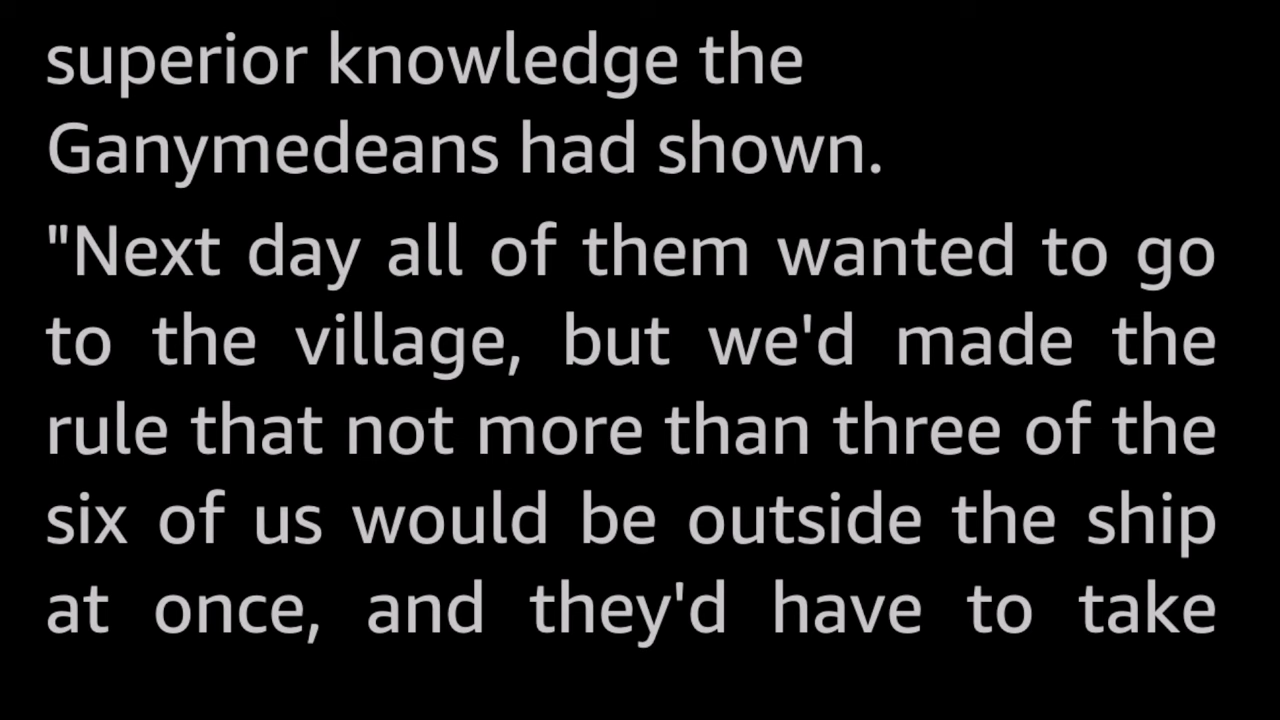 superior knowledge the
Ganymedeans had shown.
"Next day all of them wanted to go
to the village, but we'd made the
rule that not more than three of the
six of us would be outside the ship
at once, and they'd have to take